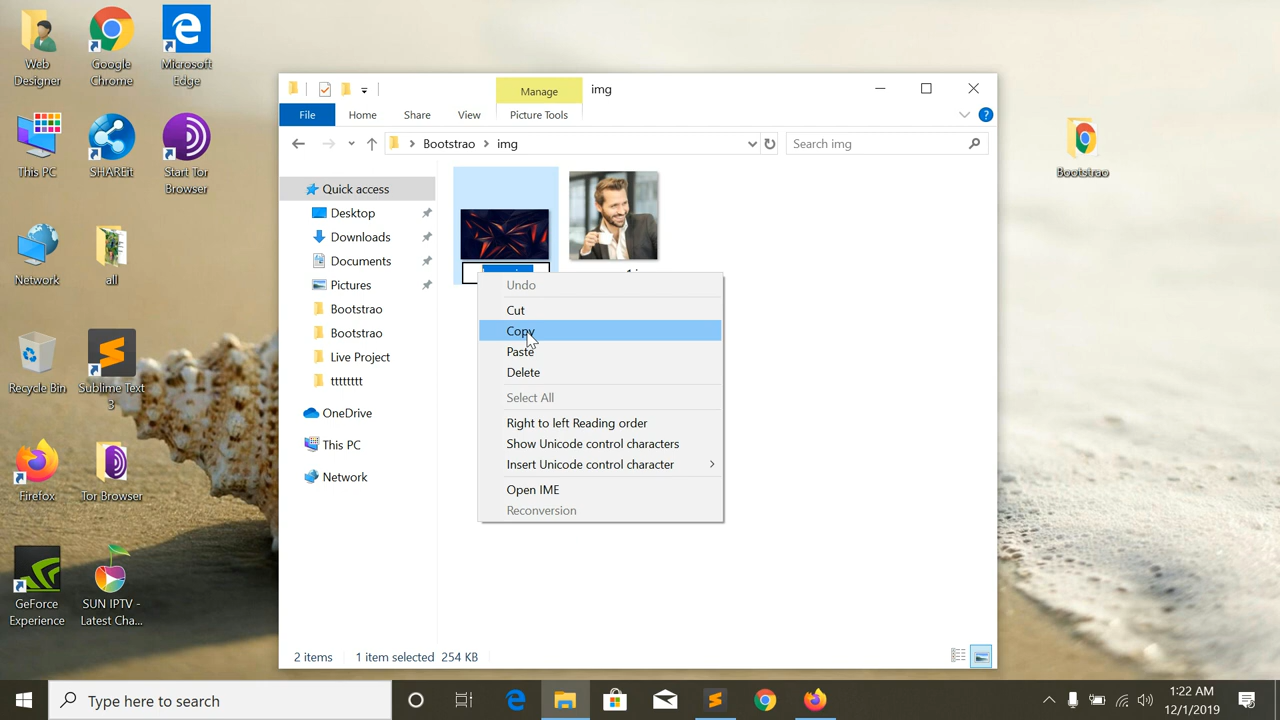 Web
Designer
Google
Chrome
Microsoft
Edge
This PC
SHAREit
Start Tor
Browser
Network
all
Recycle Bin
Sublime Text
3
Firefox
Tor Browser
GeForce
Experience
SUN IPTV -
Latest Cha...
Bootstrao
Manage
img
File
Home
Share
View
Picture Tools
Bootstrao
img
Search img
Quick access
Desktop
Downloads
Documents
Pictures
Bootstrao
Bootstrao
Live Project
tttttttt
OneDrive
This PC
Network
Undo
Cut
Copy
Paste
Delete
Select All
Right to left Reading order
Show Unicode control characters
Insert Unicode control character
Open IME
Reconversion
2 items
1 item selected 254 KB
Type here to search
1:22 AM
12/1/2019